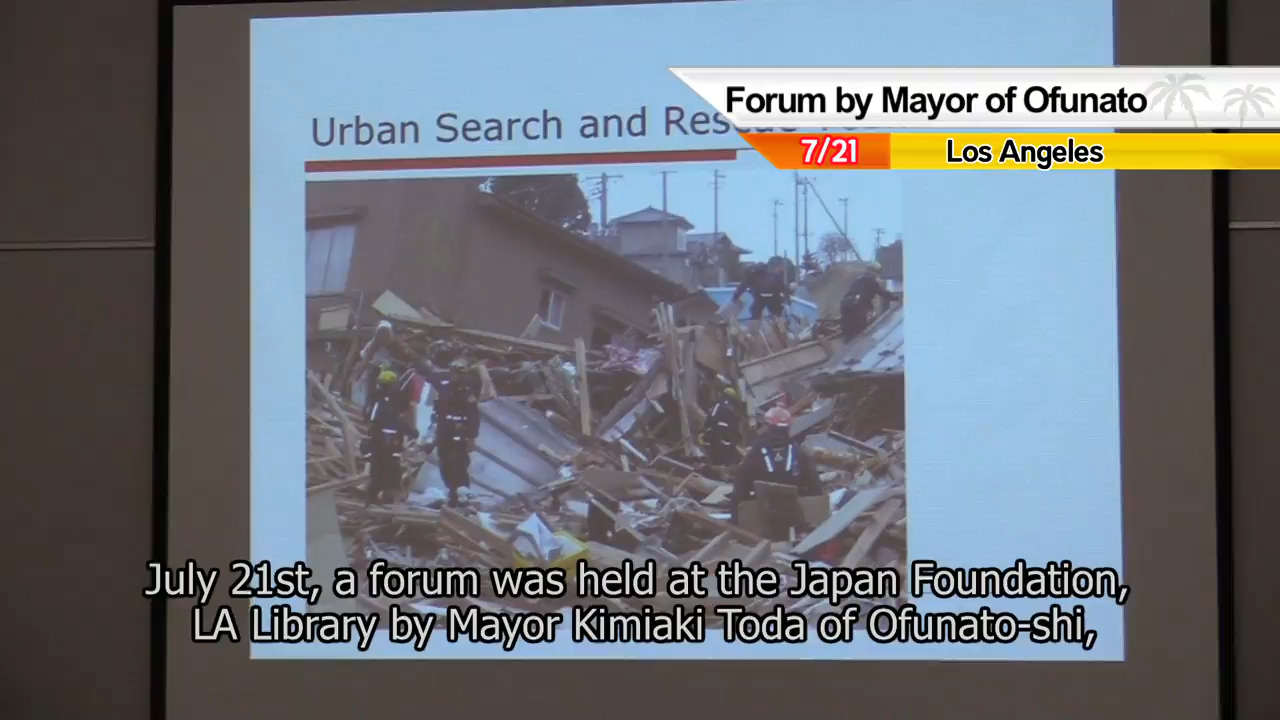 Forum by Mayor of Ofunato
Urban Search and Rescue
7/21 Los Angeles
July 21st, a forum was held at the Japan Foundation,
LA Library by Mayor Kimiaki Toda of Ofunato-shi,